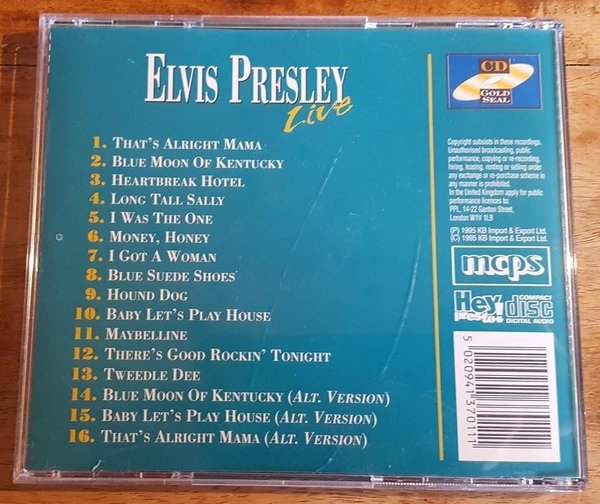 ELVIS PRESLEY
Live
1. THAT'S ALRIGHT MAMA
2. BLUE MOON OF KENTUCKY
3. HEARTBREAK HOTEL
4. LONG TALL SALLY
5. I WAS THE ONE
6. MONEY, HONEY
7. I GOT A WOMAN
8. BLUE SUEDE SHOES
9. HOUND DOG
10. BABY LET'S PLAY HOUSE
11. MAYBELLINE
12. THERE'S GOOD ROCKIN' TONIGHT
13. TWEEDLE DEE
14. BLUE MOON OF KENTUCKY (ALT. VERSION)
15. BABY LET'S PLAY HOUSE (ALT. VERSION)
16. THAT'S ALRIGHT MAMA (ALT. VERSION)
CD
GOLD
SEAL
Copyright subsists in these recordings.
Unauthorised broadcasting, public
performance, copying or re-recording,
hiring, leasing, renting or selling under
any exchange or re-purchase scheme in
any manner is prohibited.
In the United Kingdom apply for public
performance licences to:
PPL, 14-22 Ganton Street,
London W1V 1LB
(P) 1995 KB Import & Export Ltd.
(C) 1995 KB Import & Export Ltd.
mcps
Hey presto!
COMPACT
disc
DIGITAL AUDIO
5 020941 370111